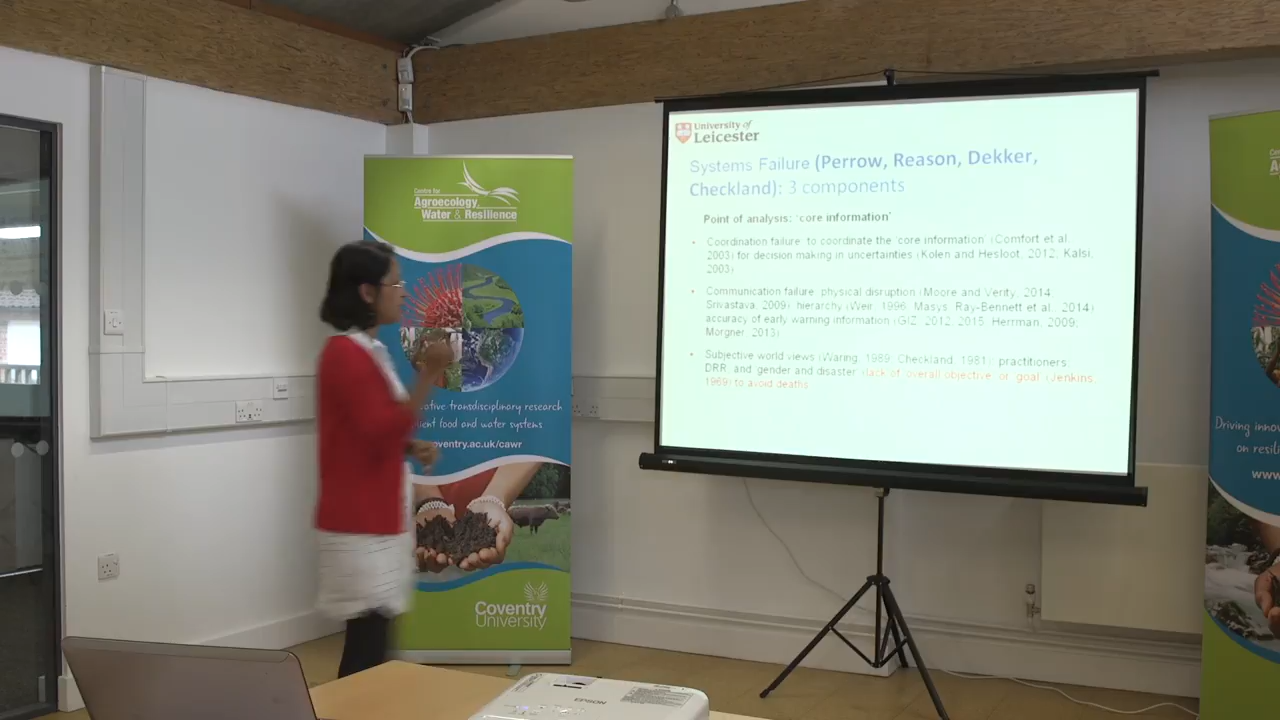 Centre for
Agroecology,
Water & Resilience
transdisciplinary research
food and water systems
coventry.ac.uk/cawr
Coventry
University
University of
Leicester
Systems Failure (Perrow, Reason, Dekker,
Checkland): 3 components
Point of analysis: 'core information'
• Coordination failure: to coordinate the 'core information' (Comfort et al.,
2003) for decision making in uncertainties (Kolen and Hesloot, 2012; Kalsi,
2003)
• Communication failure: physical disruption (Moore and Verity, 2014;
Srivastava, 2009); hierarchy (Weir, 1996; Masys, Ray-Bennett et al., 2014)
accuracy of early warning information (GIZ, 2012, 2015; Herrman, 2009;
Morgner, 2013)
• Subjective world views (Waring, 1989; Checkland, 1981): practitioners;
DRR; and gender and disaster (lack of overall objective or goal (Jenkins,
1969) to avoid deaths
Driving
on
www
EPSON